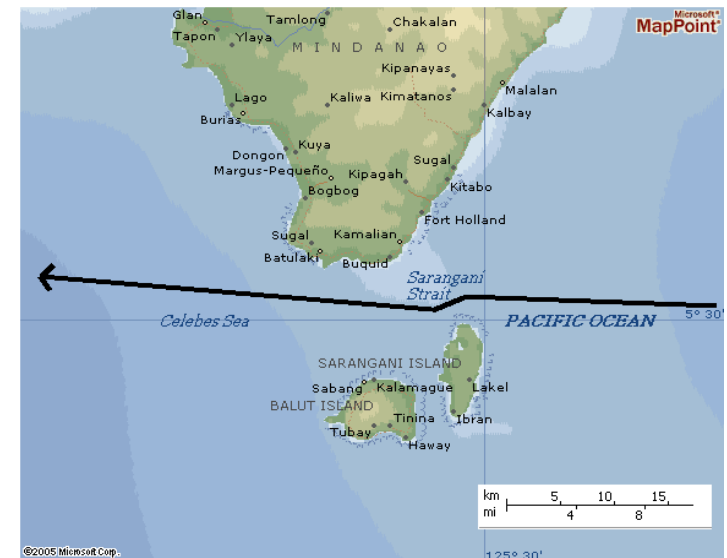 Glan
Tamlong
Chakalan
Microsoft®
MapPoint®
Tapon
Ylaya
MINDANAO
Kipanayas
Lago
Kaliwa
Kimatanos
Malalan
Burias
Kalbay
Dongon
Kuya
Sugal
Margus-Pequeño
Kipagah
Bogbog
Kitabo
Fort Holland
Sugal
Kamalian
Batulaki
Buquid
Sarangani
Strait
Celebes Sea
PACIFIC OCEAN
5° 30'
SARANGANI ISLAND
Sabang
Kalamague
Lakel
BALUT ISLAND
Tinina
Ibran
Tubay
Haway
km 5 10 15
mi 4 8
©2005 Microsoft Corp.
125° 30'